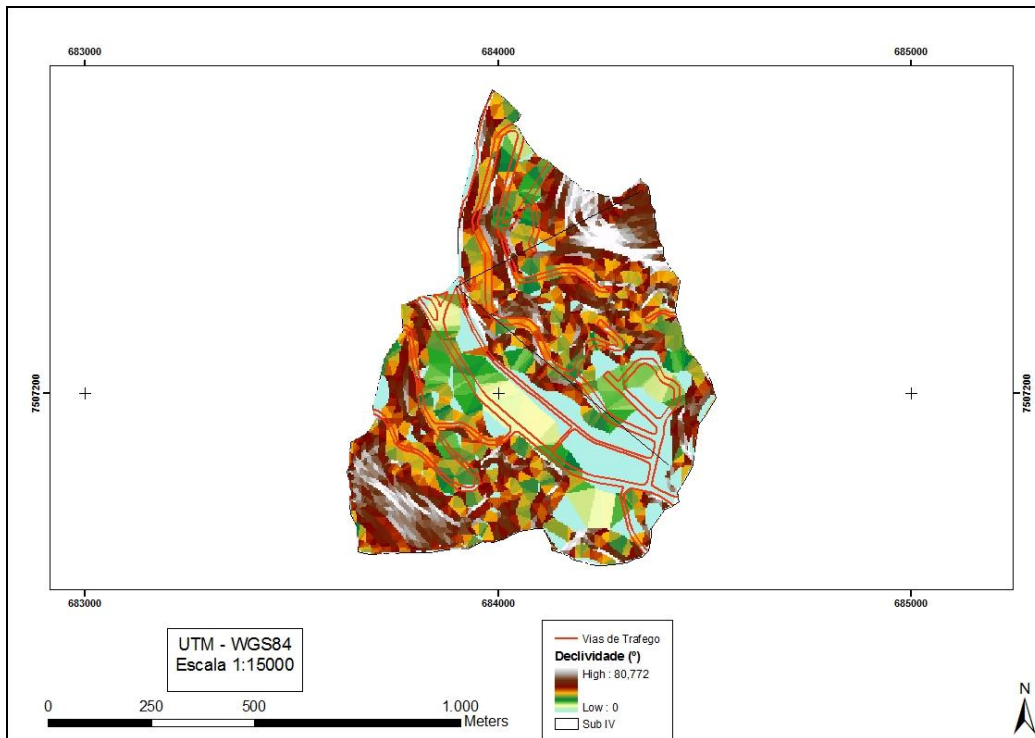 683000 684000 685000
7507200 7507200
683000 684000 685000
UTM - WGS84
Escala 1:15000
0 250 500 1.000
Meters
Vias de Trafego
Declividade (º)
High : 80,772
Low : 0
Sub IV
N